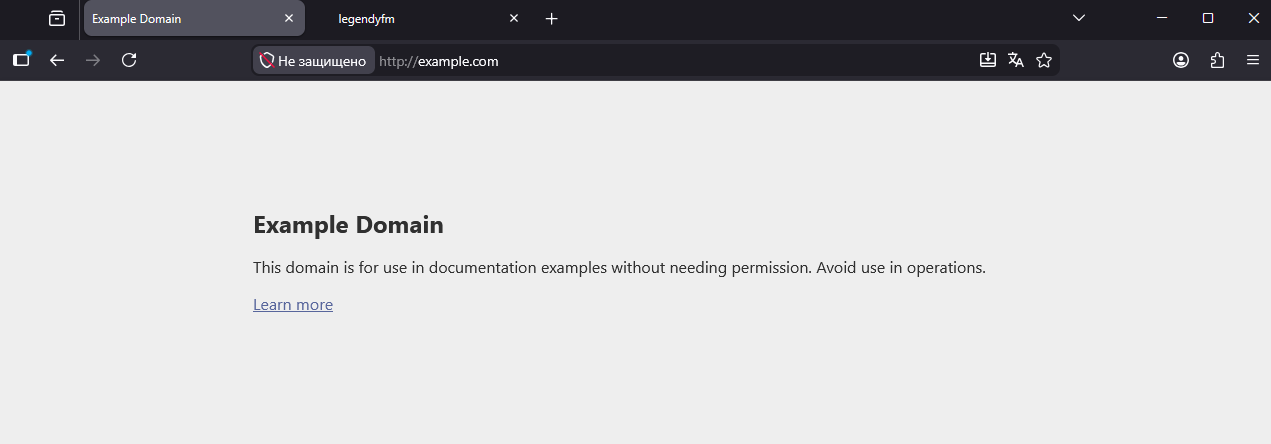 Example Domain
legendyfm
Не защищено http://example.com
Example Domain
This domain is for use in documentation examples without needing permission. Avoid use in operations.
Learn more